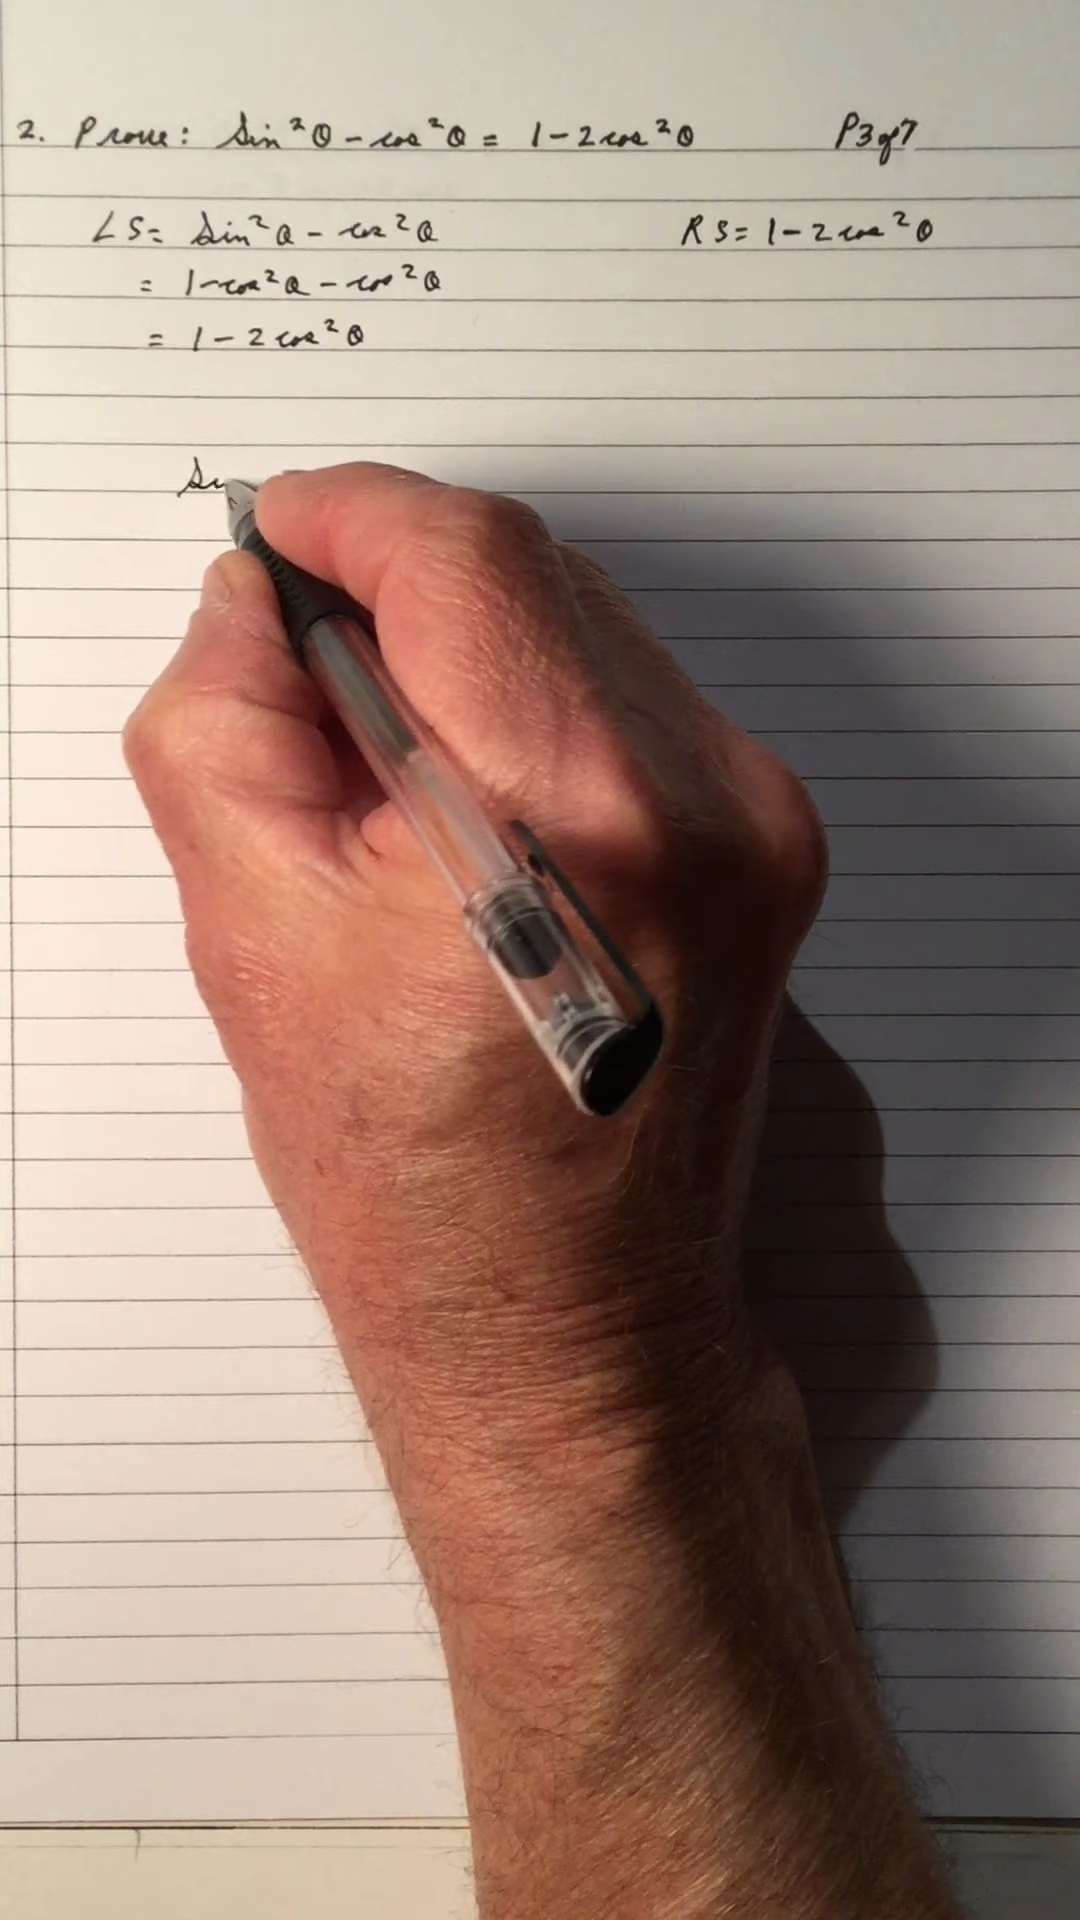 2. Prove: Sin²θ - cos²θ = 1 - 2cos²θ P3of7
LS = Sin²θ - cos²θ RS = 1 - 2cos²θ
= 1 - cos²θ - cos²θ
= 1 - 2cos²θ